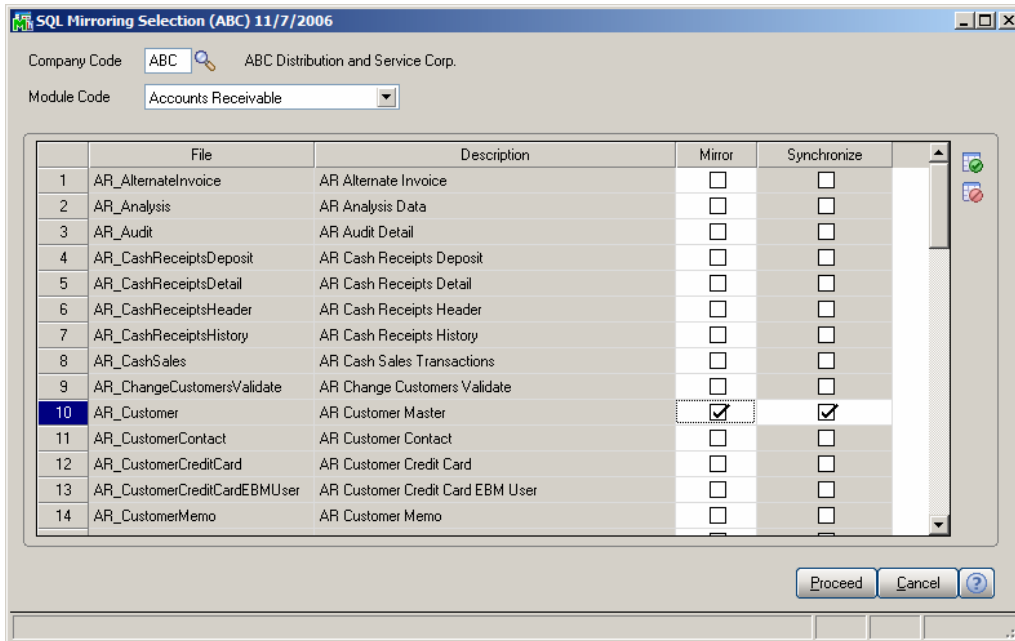 SQL Mirroring Selection (ABC) 11/7/2006
Company Code ABC ABC Distribution and Service Corp.
Module Code Accounts Receivable
File Description Mirror Synchronize
1 AR_AlternateInvoice AR Alternate Invoice
2 AR_Analysis AR Analysis Data
3 AR_Audit AR Audit Detail
4 AR_CashReceiptsDeposit AR Cash Receipts Deposit
5 AR_CashReceiptsDetail AR Cash Receipts Detail
6 AR_CashReceiptsHeader AR Cash Receipts Header
7 AR_CashReceiptsHistory AR Cash Receipts History
8 AR_CashSales AR Cash Sales Transactions
9 AR_ChangeCustomersValidate AR Change Customers Validate
10 AR_Customer AR Customer Master
11 AR_CustomerContact AR Customer Contact
12 AR_CustomerCreditCard AR Customer Credit Card
13 AR_CustomerCreditCardEBMUser AR Customer Credit Card EBM User
14 AR_CustomerMemo AR Customer Memo
Proceed Cancel ?